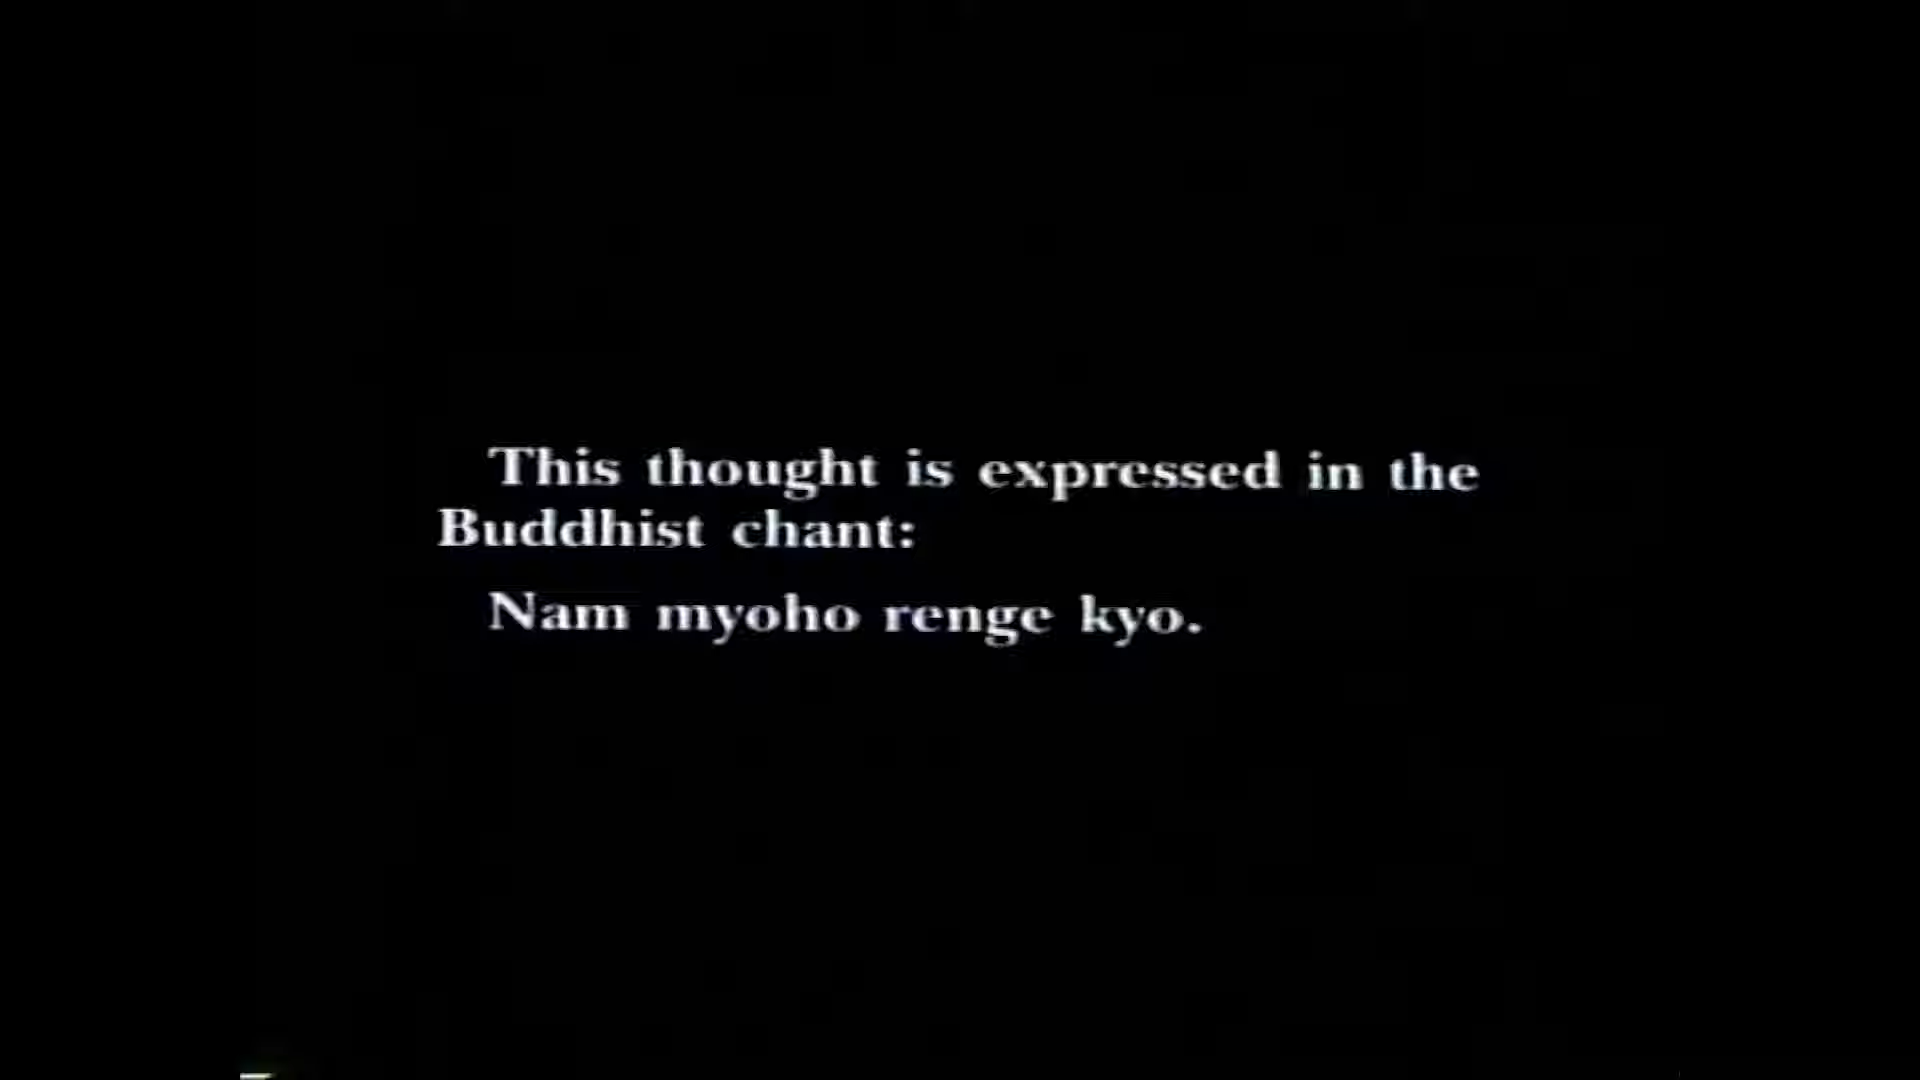 This thought is expressed in the
Buddhist chant:
Nam myoho renge kyo.